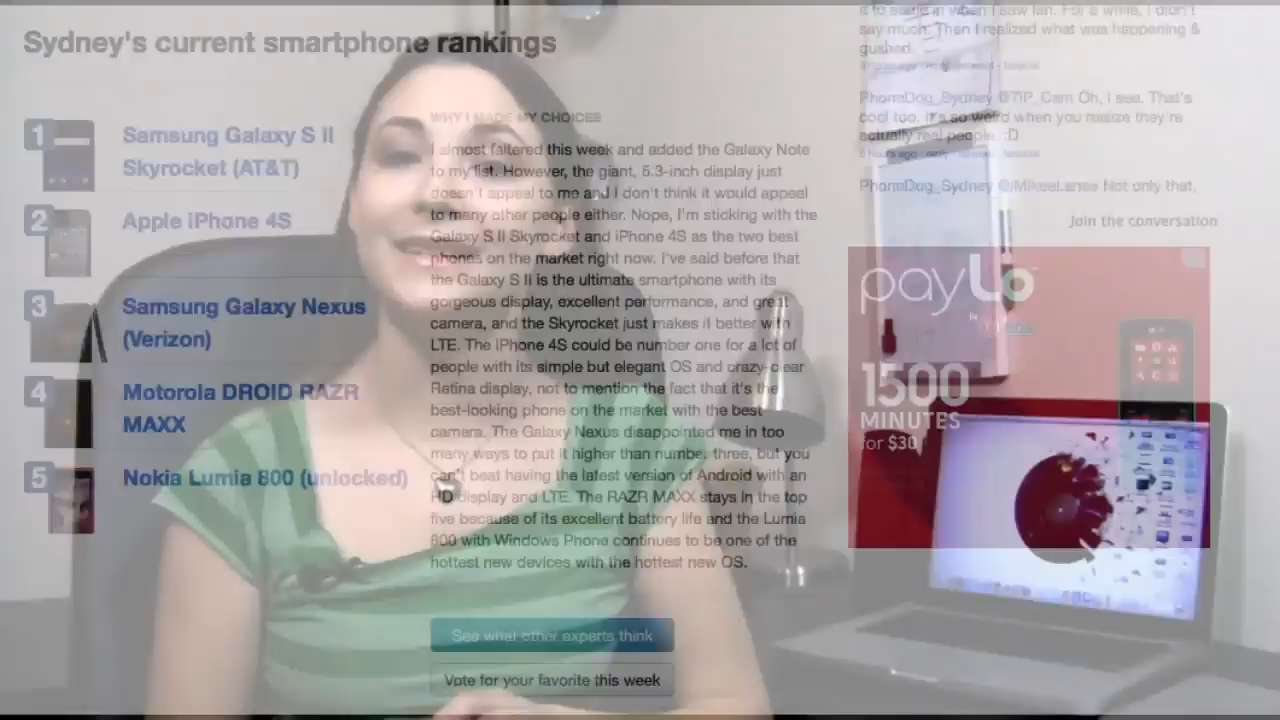 Sydney's current smartphone rankings
1
Samsung Galaxy S II
Skyrocket (AT&T)
2
Apple iPhone 4S
3
Samsung Galaxy Nexus
(Verizon)
4
Motorola DROID RAZR
MAXX
5
Nokia Lumia 800 (unlocked)
WHY I MADE MY CHOICES
I almost faltered this week and added the Galaxy Note
to my list. However, the giant, 5.3-inch display just
doesn't appeal to me and I don't think it would appeal
to many other people either. Nope, I'm sticking with the
Galaxy S II Skyrocket and iPhone 4S as the two best
phones on the market right now. I've said before that
the Galaxy S II is the ultimate smartphone with its
gorgeous display, excellent performance, and great
camera, and the Skyrocket just makes it better with
LTE. The iPhone 4S could be number one for a lot of
people with its simple but elegant OS and crazy-clear
Retina display, not to mention the fact that it's the
best-looking phone on the market with the best
camera. The Galaxy Nexus disappointed me in too
many ways to put it higher than number three, but you
can't beat having the latest version of Android with an
HD display and LTE. The RAZR MAXX stays in the top
five because of its excellent battery life and the Lumia
800 with Windows Phone continues to be one of the
hottest new devices with the hottest new OS.
See what other experts think
Vote for your favorite this week
say much. Then I realized what was happening &
gushed.
PhoneDog_Sydney @TiP_Cam Oh, I see. That's
cool too. It's so weird when you realize they're
actually real people. :D
PhoneDog_Sydney @iMikeeLanes Not only that,
Join the conversation
payLo
1500
MINUTES
for $30